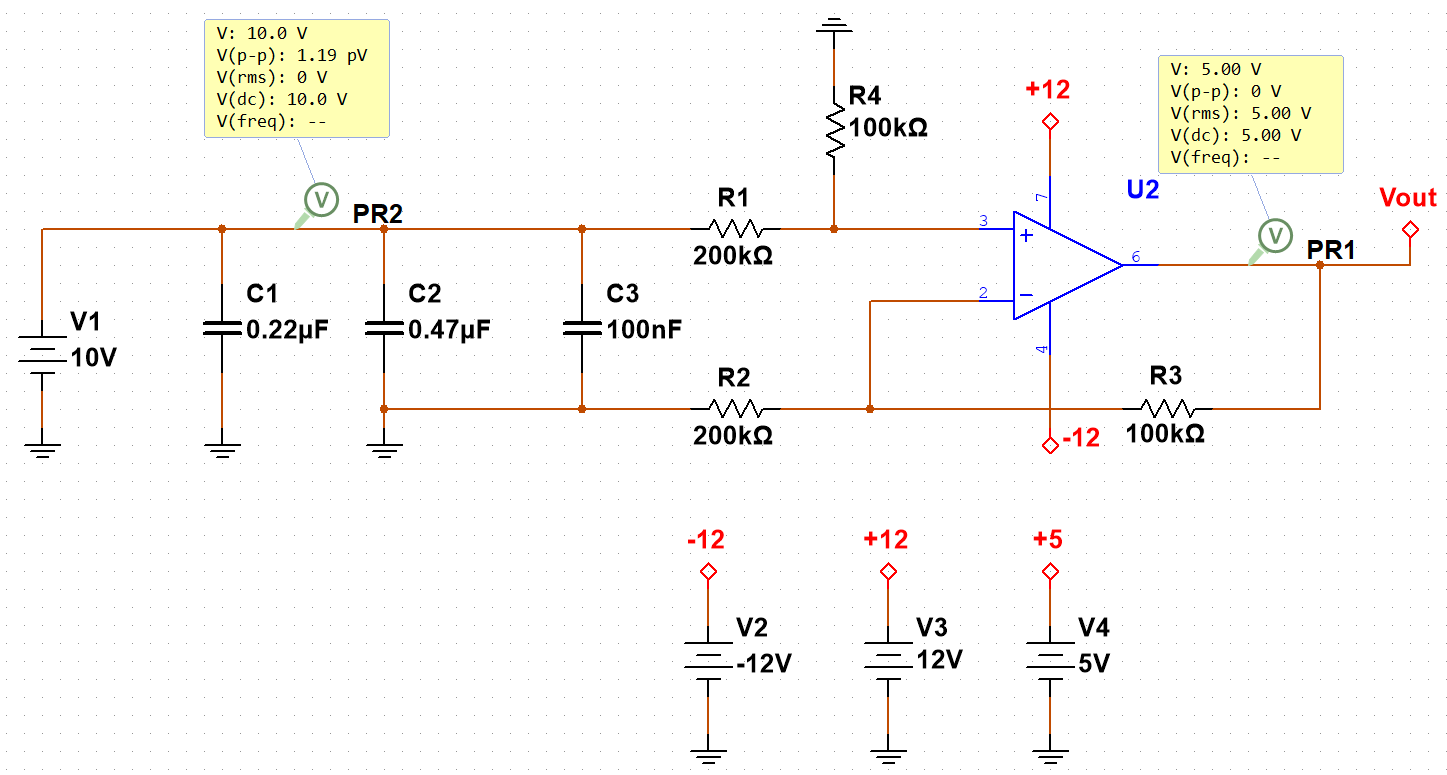 V: 10.0 V
V(p-p): 1.19 pV
V(rms): 0 V
V(dc): 10.0 V
V(freq): --
V
PR2
R4
100kΩ
+12
V: 5.00 V
V(p-p): 0 V
V(rms): 5.00 V
V(dc): 5.00 V
V(freq): --
V
PR1
Vout
U2
7
3
+
2
−
6
4
R1
200kΩ
V1
10V
C1
0.22µF
C2
0.47µF
C3
100nF
R2
200kΩ
R3
100kΩ
-12
-12
V2
-12V
+12
V3
12V
+5
V4
5V